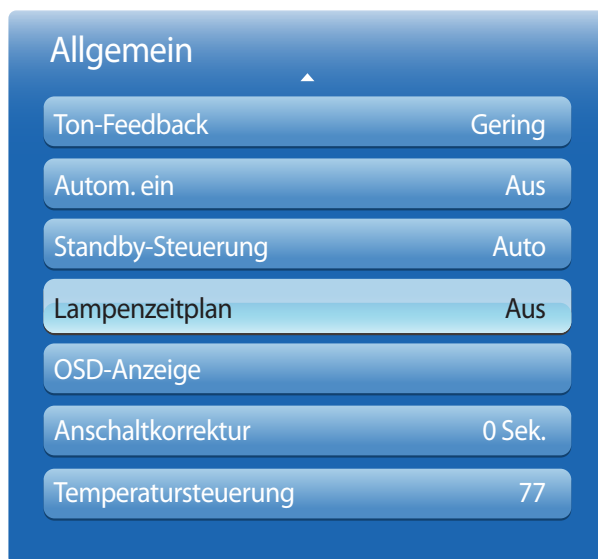 Allgemein
Ton-Feedback Gering
Autom. ein Aus
Standby-Steuerung Auto
Lampenzeitplan Aus
OSD-Anzeige
Anschaltkorrektur 0 Sek.
Temperatursteuerung 77